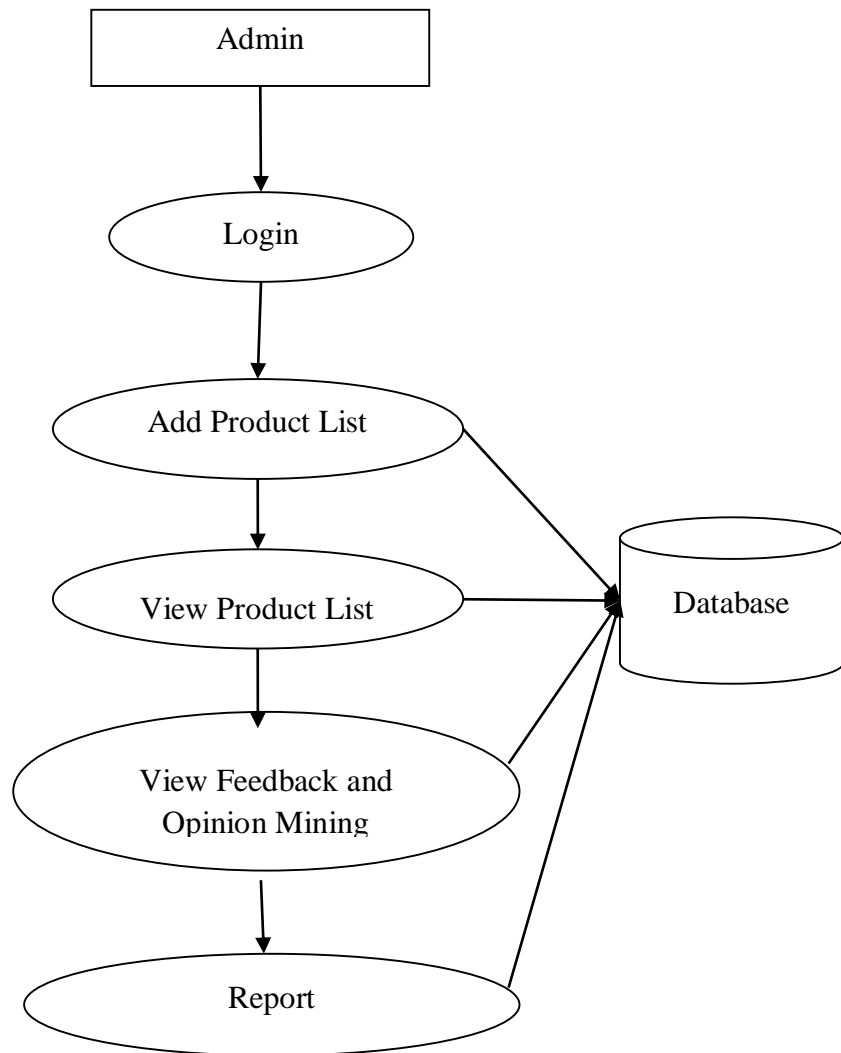 Admin
Login
Add Product List
View Product List
Database
View Feedback and
Opinion Mining
Report